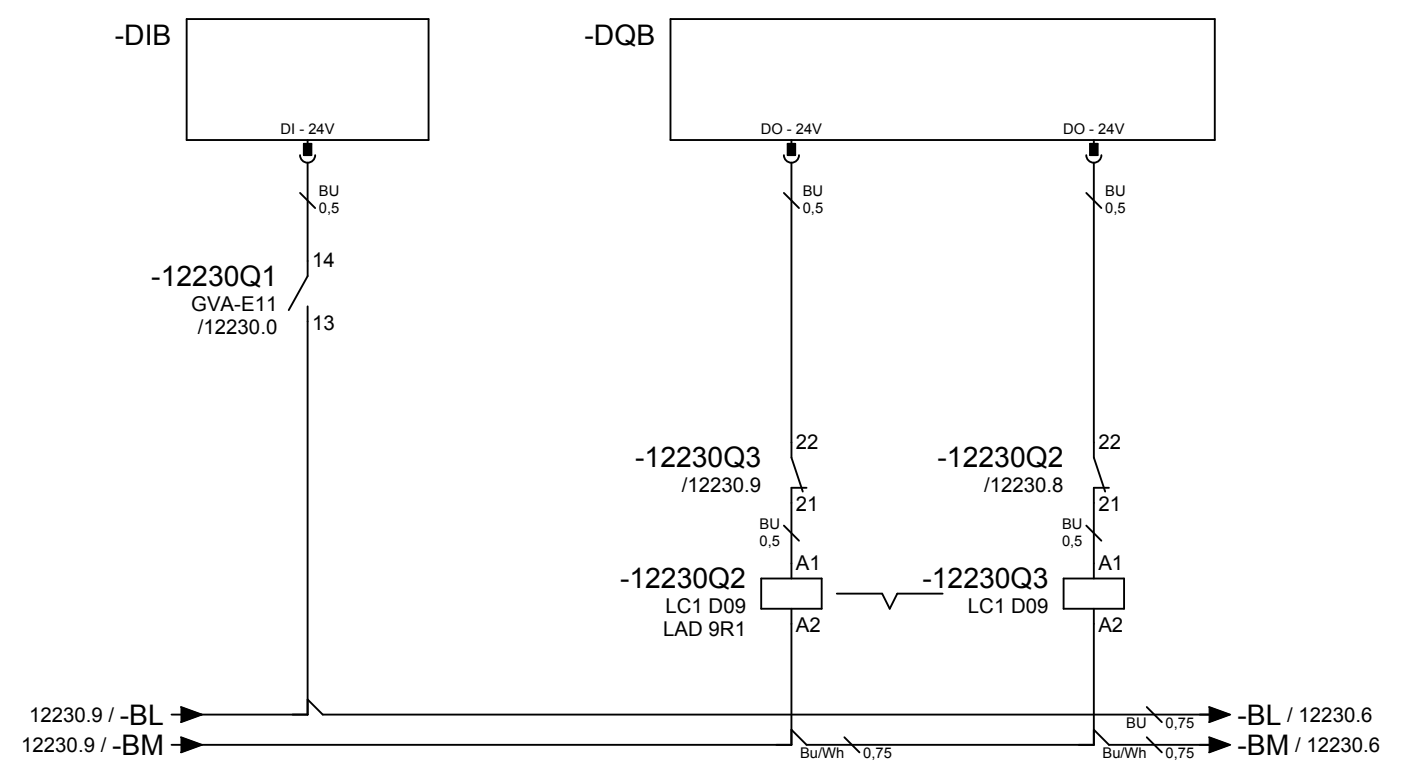 -DIB
-DQB
DI - 24V
DO - 24V
DO - 24V
BU
0,5
BU
0,5
BU
0,5
14
-12230Q1
GVA-E11
/12230.0
13
22
-12230Q3
/12230.9
21
22
-12230Q2
/12230.8
21
BU
0,5
BU
0,5
A1
-12230Q2
LC1 D09
LAD 9R1
A2
A1
-12230Q3
LC1 D09
A2
12230.9 / -BL
BU 0,75
-BL / 12230.6
12230.9 / -BM
Bu/Wh 0,75
Bu/Wh 0,75
-BM / 12230.6